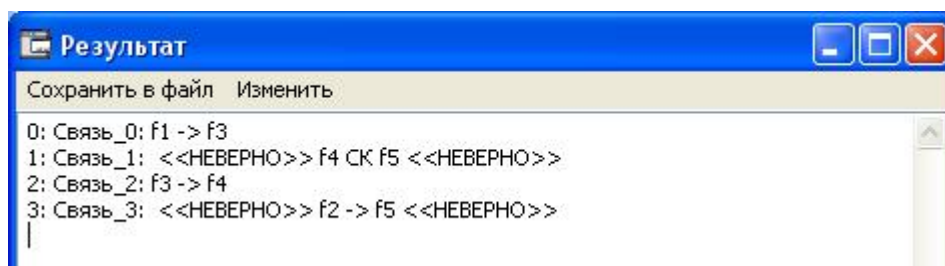 Результат
Сохранить в файл Изменить
0: Связь_0: f1 -> f3
1: Связь_1: <<НЕВЕРНО>> f4 СК f5 <<НЕВЕРНО>>
2: Связь_2: f3 -> f4
3: Связь_3: <<НЕВЕРНО>> f2 -> f5 <<НЕВЕРНО>>